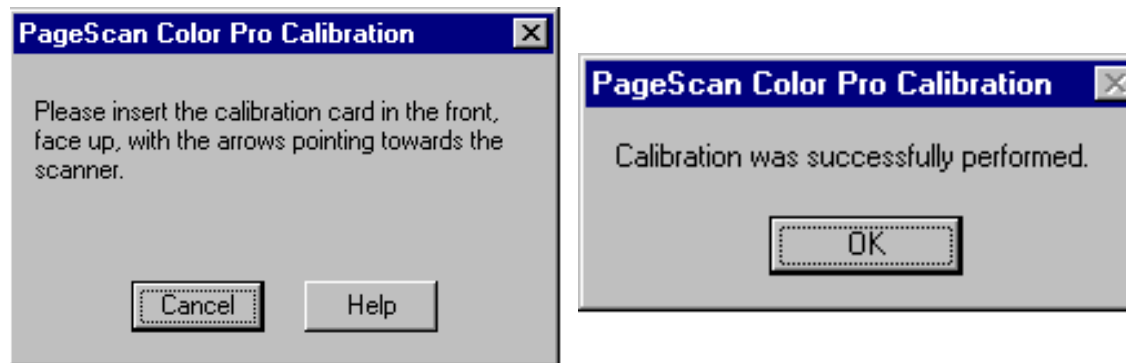 PageScan Color Pro Calibration
Please insert the calibration card in the front,
face up, with the arrows pointing towards the
scanner.
Cancel
Help
PageScan Color Pro Calibration
Calibration was successfully performed.
OK